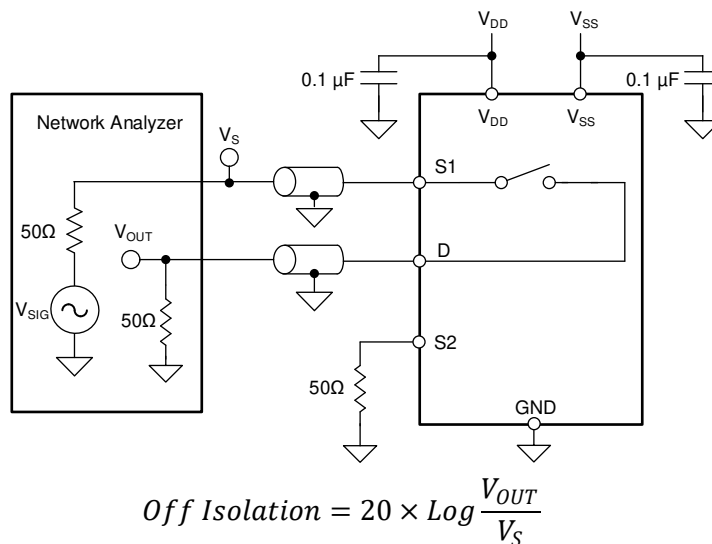 V_DD
V_SS
0.1 µF
0.1 µF
Network Analyzer
V_DD
V_SS
V_S
S1
50Ω
V_OUT
D
V_SIG
50Ω
S2
50Ω
GND
Off Isolation = 20 × Log V_OUT / V_S